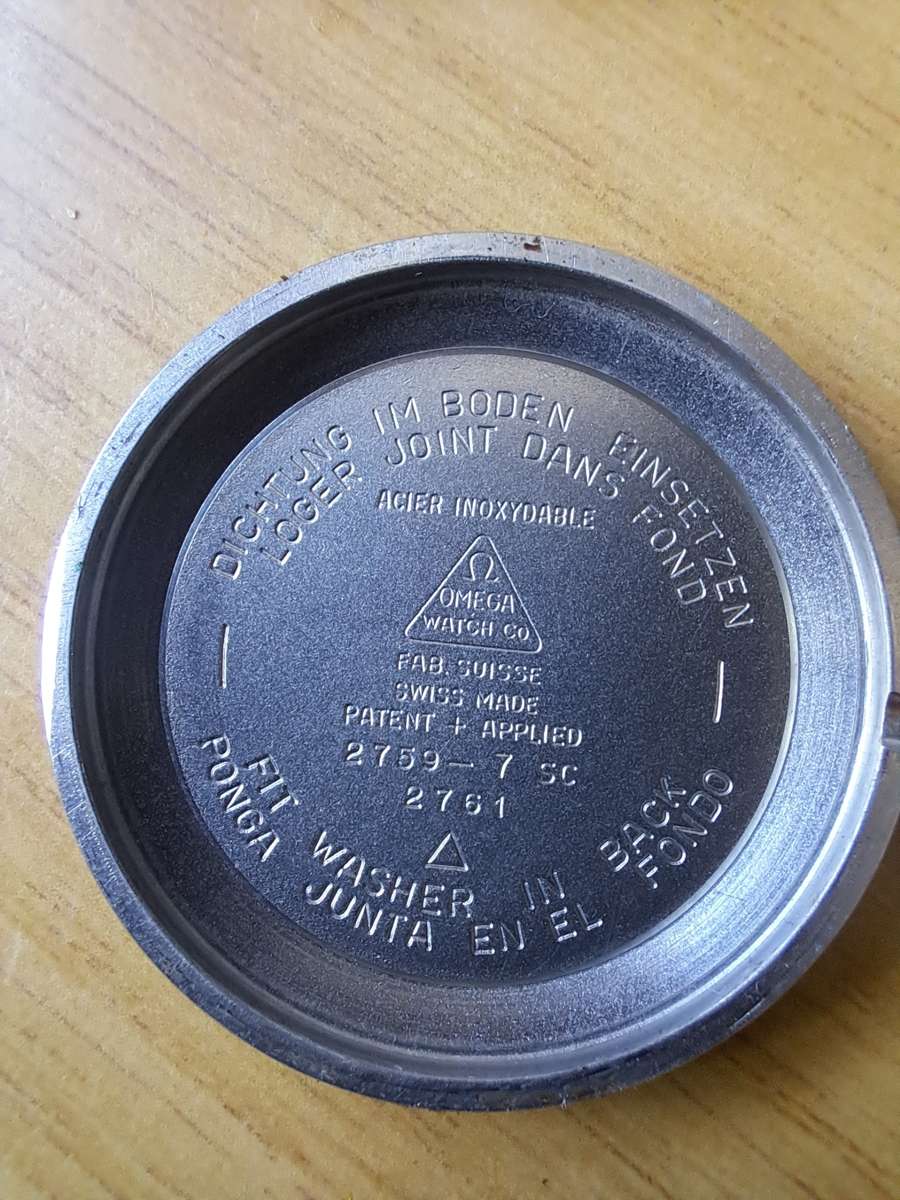 DICHTUNG IM BODEN EINSETZEN
LOGER JOINT DANS FOND
ACIER INOXYDABLE
Ω
OMEGA
WATCH CO
FAB. SUISSE
SWISS MADE
PATENT + APPLIED
2759-7 SC
2761
FIT WASHER IN BACK
PONGA JUNTA EN EL FONDO